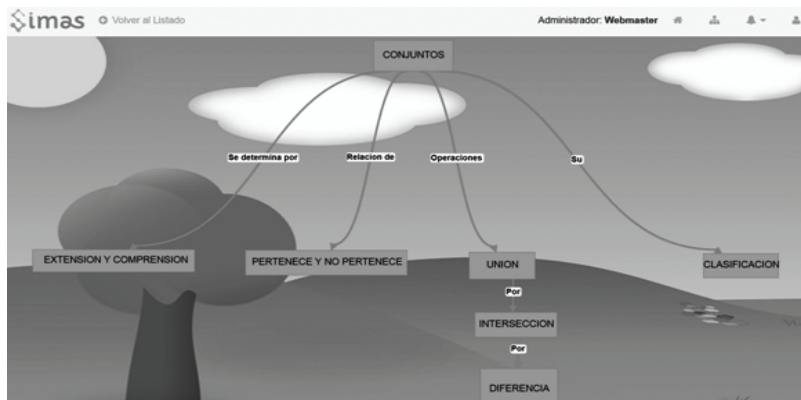 Simas
Volver al Listado
Administrador: Webmaster
CONJUNTOS
Se determina por
Relacion de
Operaciones
Su
EXTENSION Y COMPRENSION
PERTENECE Y NO PERTENECE
UNION
CLASIFICACION
Por
INTERSECCION
Por
DIFERENCIA